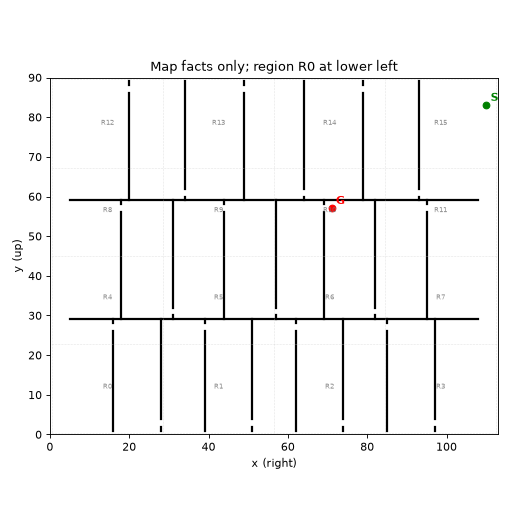 Map facts only; region R0 at lower left
90
S
80
R12 R13 R14 R15
70
60
G
R8 R9 R11
50
40
R4 R5 R6 R7
30
20
R0 R1 R2 R3
10
0
0 20 40 60 80 100
x (right)
y (up)